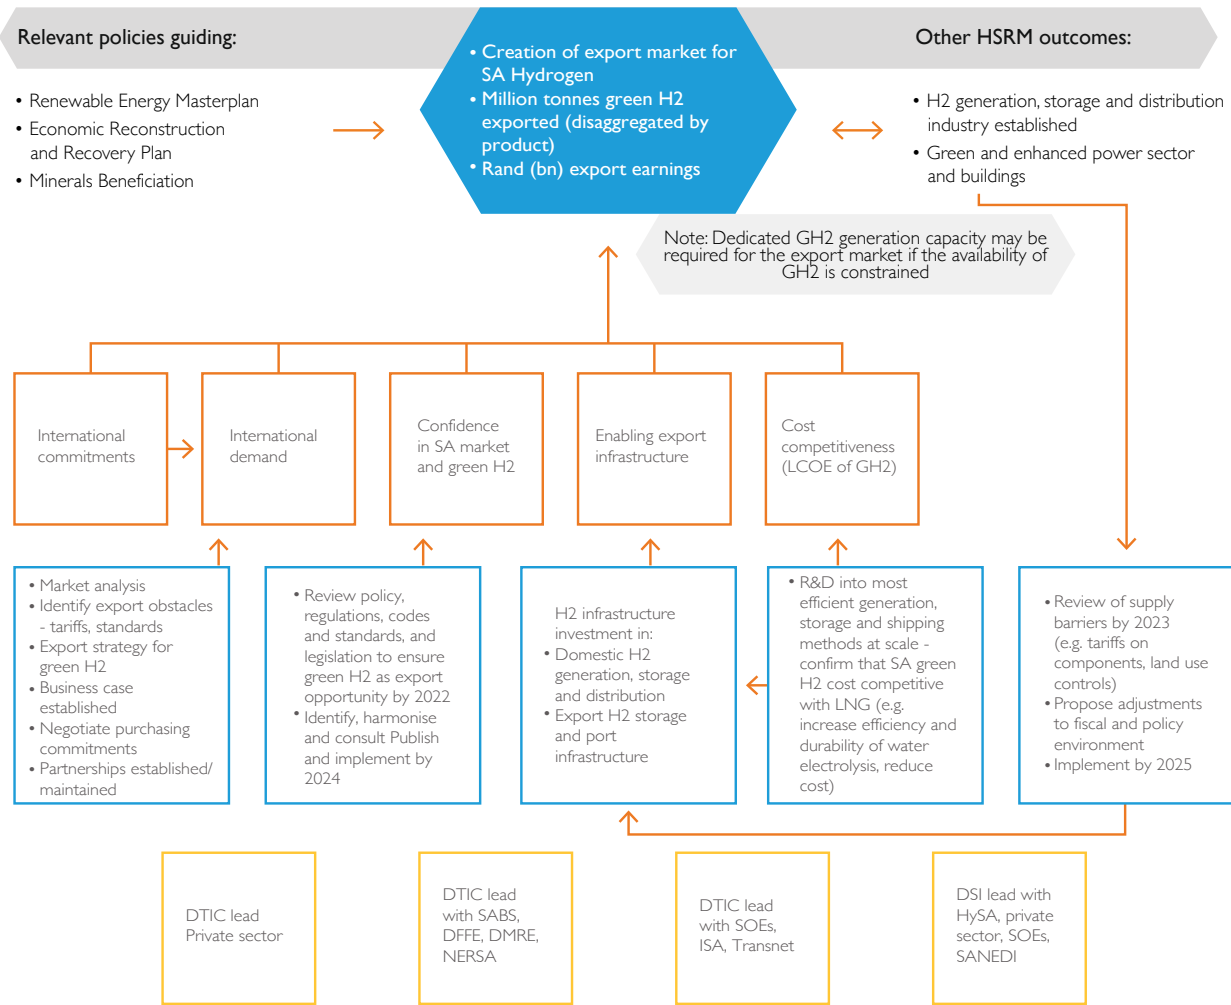 Relevant policies guiding:
• Renewable Energy Masterplan
• Economic Reconstruction
and Recovery Plan
• Minerals Beneficiation
• Creation of export market for
SA Hydrogen
• Million tonnes green H2
exported (disaggregated by
product)
• Rand (bn) export earnings
Other HSRM outcomes:
• H2 generation, storage and distribution
industry established
• Green and enhanced power sector
and buildings
Note: Dedicated GH2 generation capacity may be
required for the export market if the availability of
GH2 is constrained
International
commitments
International
demand
Confidence
in SA market
and green H2
Enabling export
infrastructure
Cost
competitiveness
(LCOE of GH2)
• Market analysis
• Identify export obstacles
- tariffs, standards
• Export strategy for
green H2
• Business case
established
• Negotiate purchasing
commitments
• Partnerships established/
maintained
• Review policy,
regulations, codes
and standards, and
legislation to ensure
green H2 as export
opportunity by 2022
• Identify, harmonise
and consult Publish
and implement by
2024
H2 infrastructure
investment in:
• Domestic H2
generation, storage
and distribution
• Export H2 storage
and port
infrastructure
• R&D into most
efficient generation,
storage and shipping
methods at scale -
confirm that SA green
H2 cost competitive
with LNG (e.g.
increase efficiency and
durability of water
electrolysis, reduce
cost)
• Review of supply
barriers by 2023
(e.g. tariffs on
components, land use
controls)
• Propose adjustments
to fiscal and policy
environment
• Implement by 2025
DTIC lead
Private sector
DTIC lead
with SABS,
DFFE, DMRE,
NERSA
DTIC lead
with SOEs,
ISA, Transnet
DSI lead with
HySA, private
sector, SOEs,
SANEDI